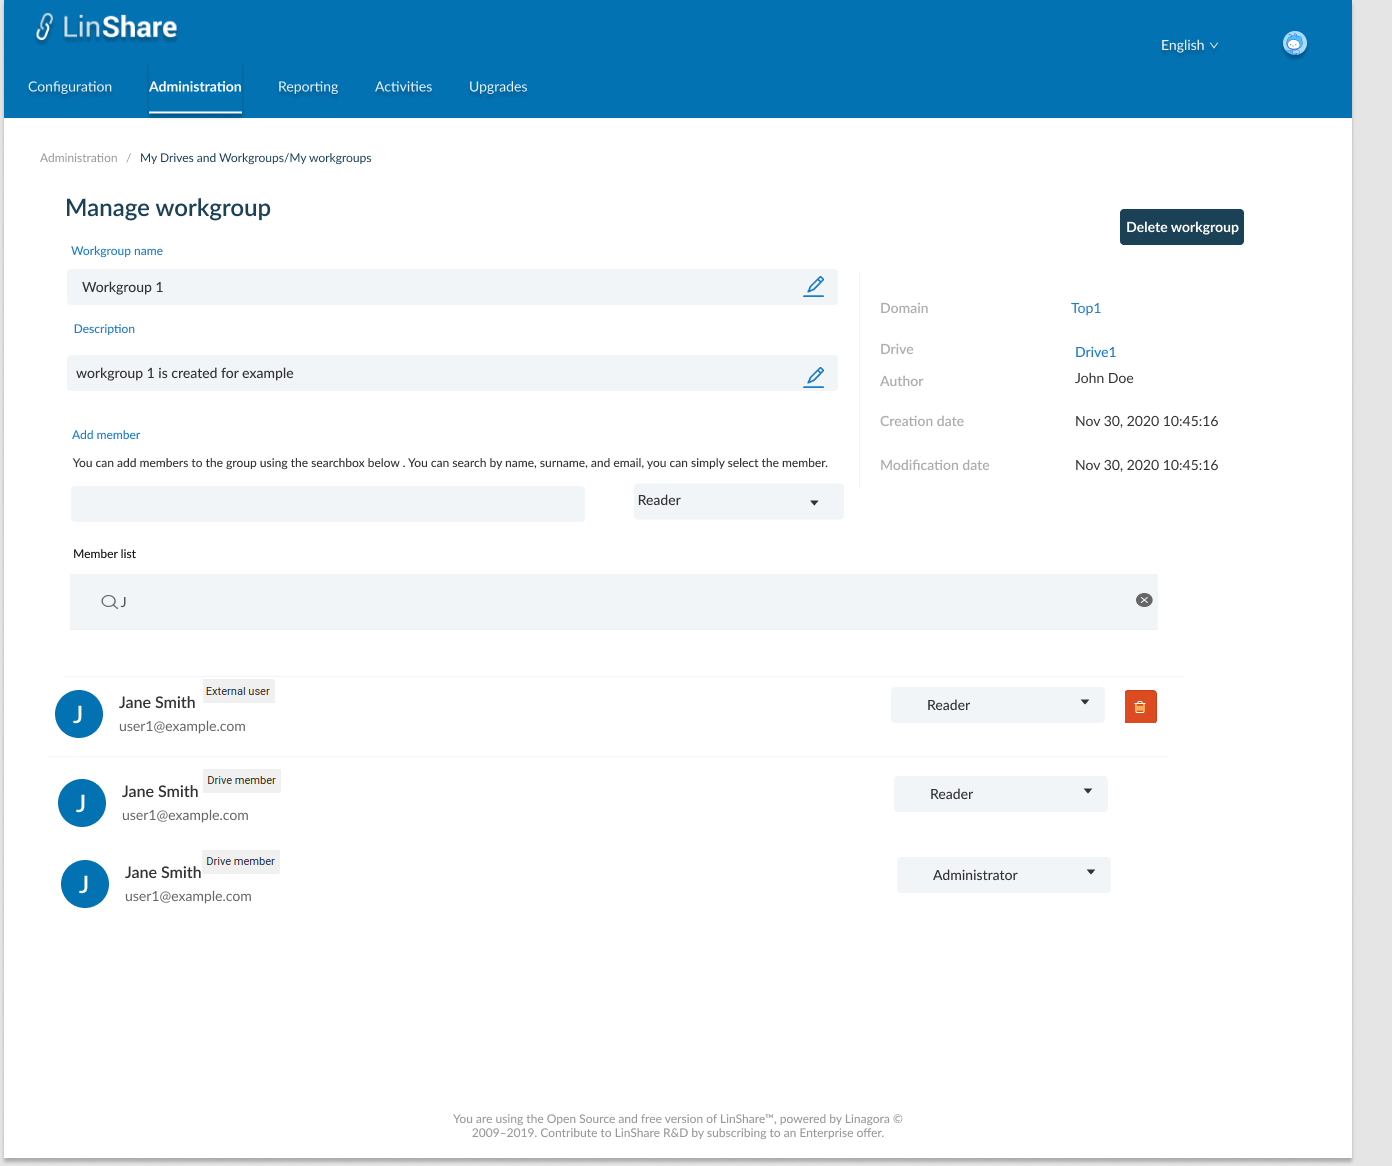 LinShare
English
Configuration
Administration
Reporting
Activities
Upgrades
Administration / My Drives and Workgroups/My workgroups
Manage workgroup
Delete workgroup
Workgroup name
Workgroup 1
Description
workgroup 1 is created for example
Domain
Top1
Drive
Drive1
Author
John Doe
Creation date
Nov 30, 2020 10:45:16
Modification date
Nov 30, 2020 10:45:16
Add member
You can add members to the group using the searchbox below . You can search by name, surname, and email, you can simply select the member.
Reader
Member list
J
J
Jane Smith
External user
user1@example.com
Reader
J
Jane Smith
Drive member
user1@example.com
Reader
J
Jane Smith
Drive member
user1@example.com
Administrator
You are using the Open Source and free version of LinShare™, powered by Linagora ©
2009–2019. Contribute to LinShare R&D by subscribing to an Enterprise offer.